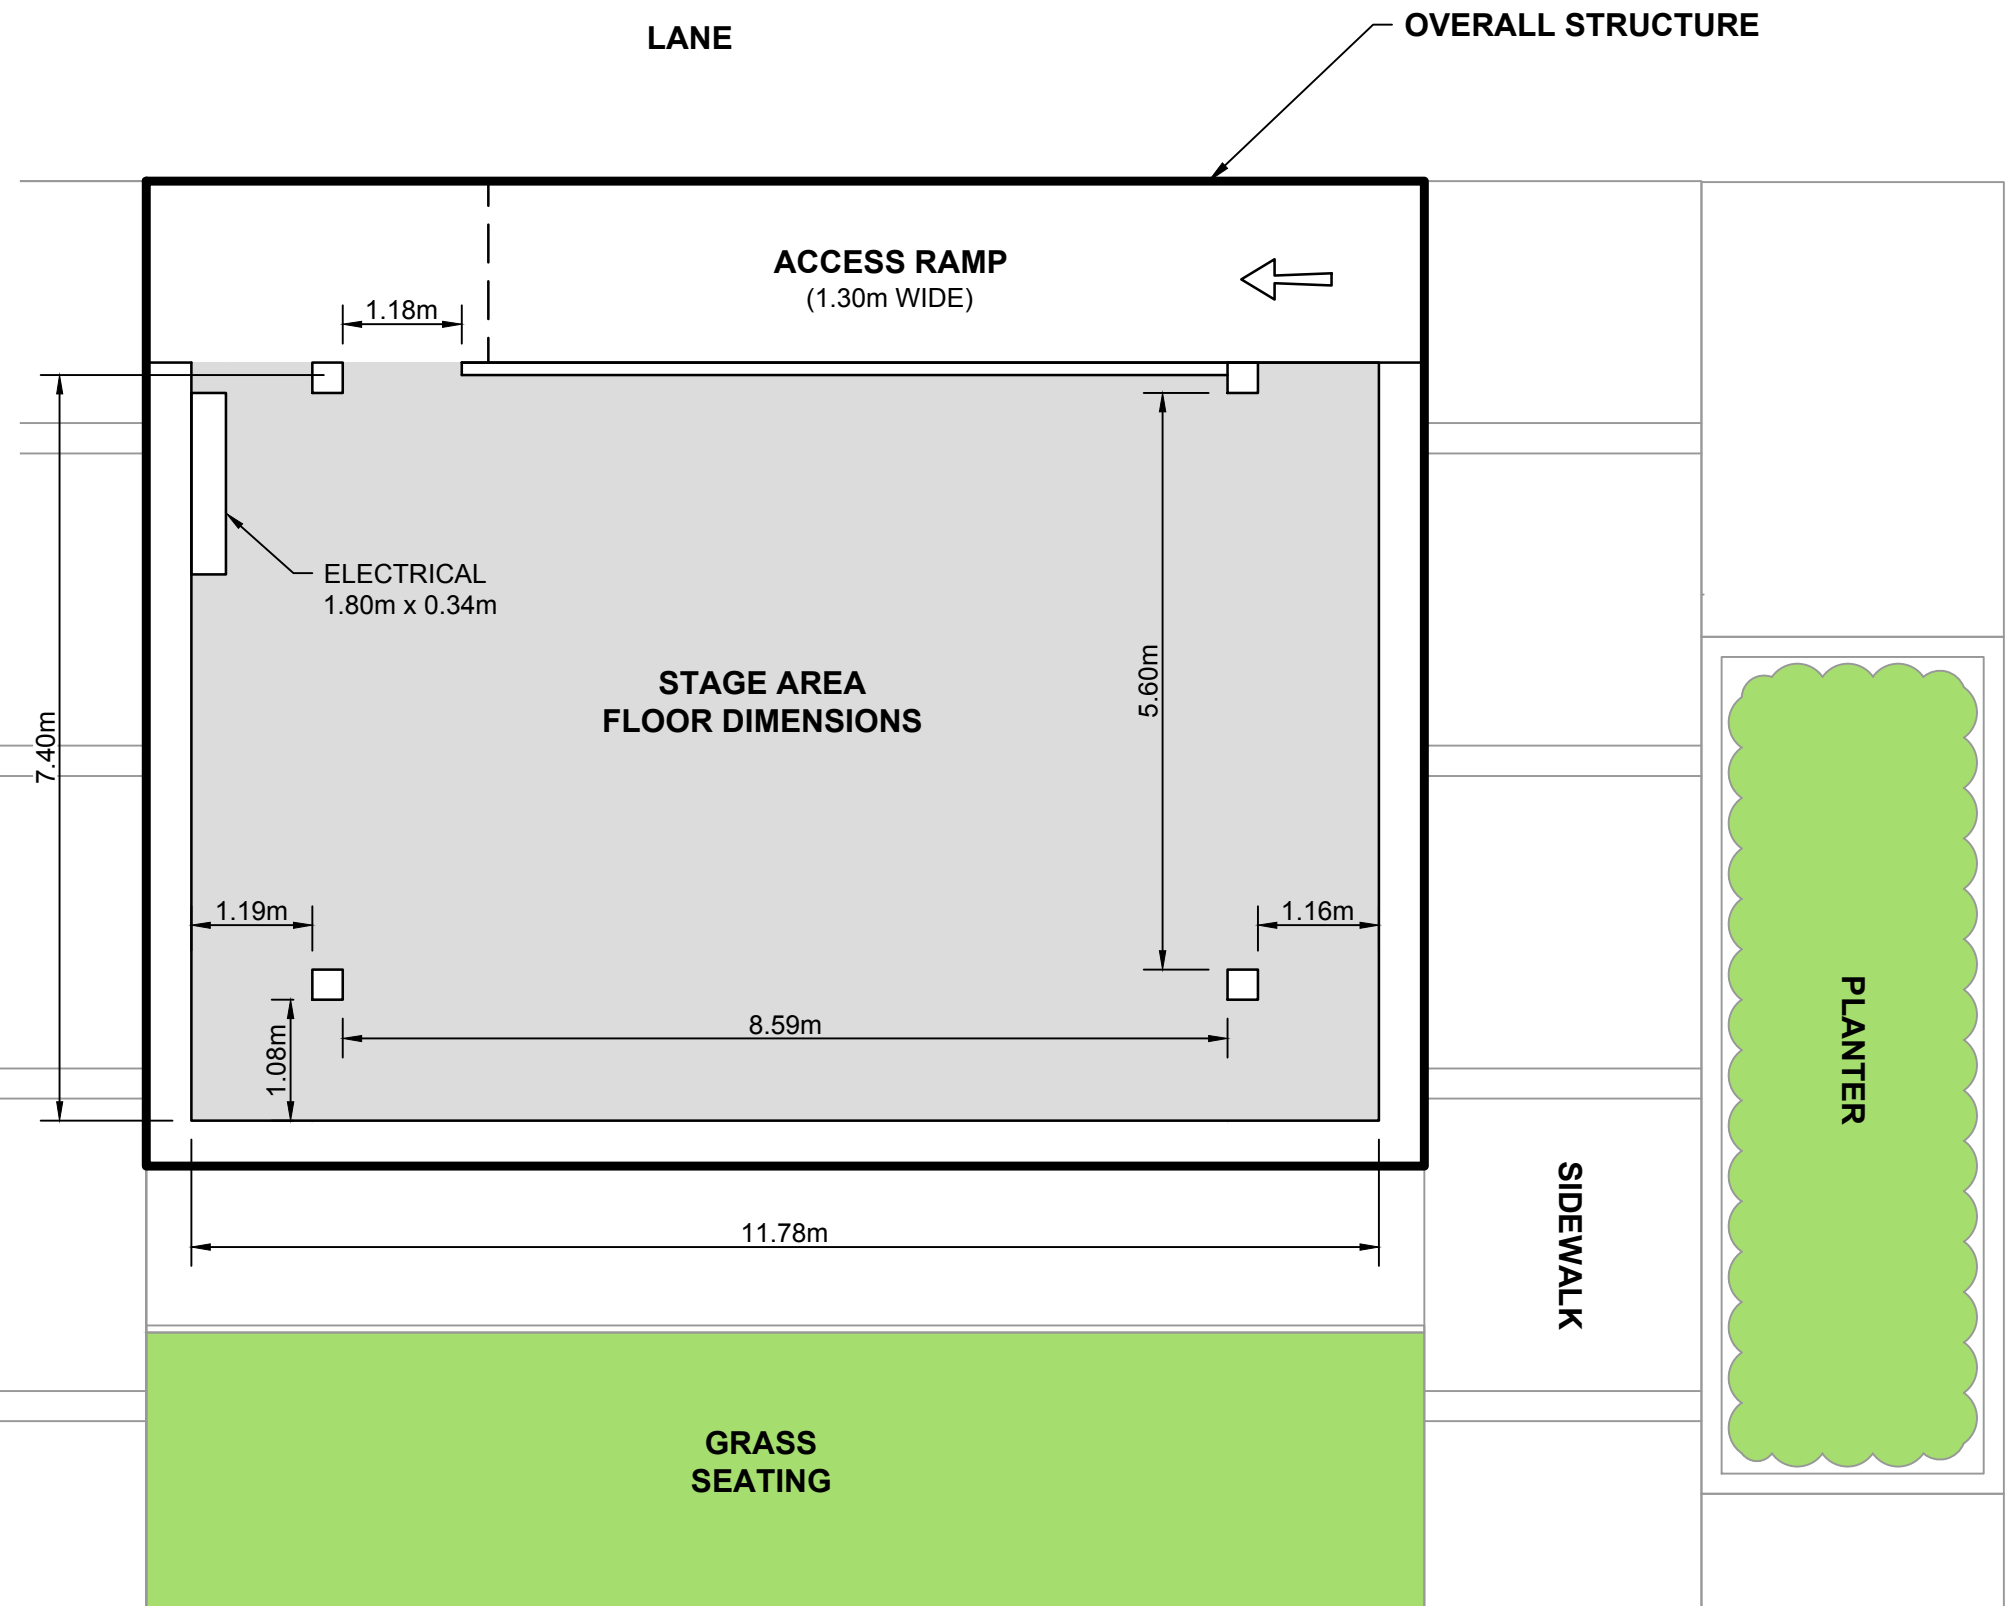 OVERALL STRUCTURE
LANE
ACCESS RAMP
(1.30m WIDE)
1.18m
ELECTRICAL
1.80m x 0.34m
STAGE AREA
FLOOR DIMENSIONS
5.60m
7.40m
1.19m
1.16m
1.08m
8.59m
PLANTER
SIDEWALK
11.78m
GRASS
SEATING